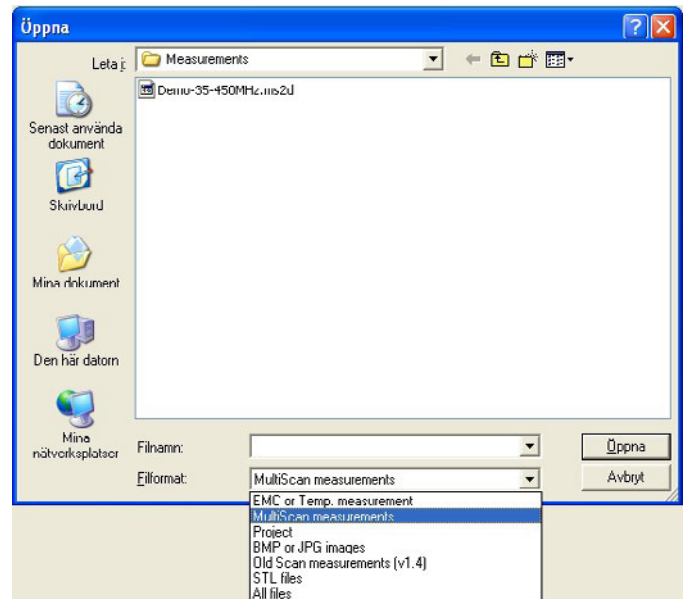 Öppna
Leta i:
Measurements
Demo-35-450MHz.ms2d
Senast använda
dokument
Skrivbord
Mina dokument
Den här datorn
Mina
nätverksplatser
Filnamn:
Öppna
Filformat:
MultiScan measurements
Avbryt
EMC or Temp. measurement
MultiScan measurements
Project
BMP or JPG images
Old Scan measurements (v1.4)
STL files
All files